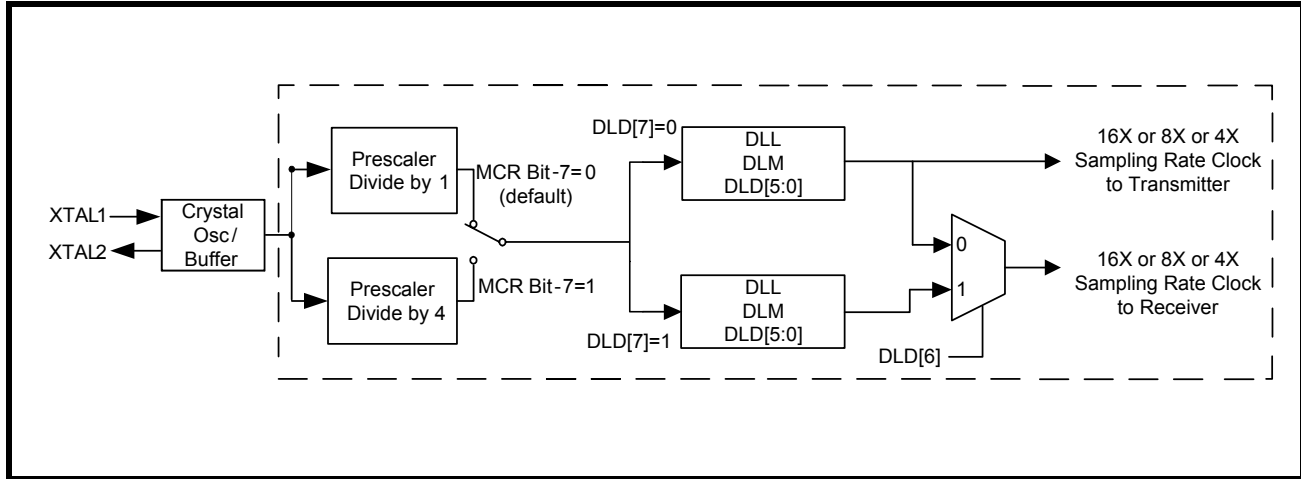 XTAL1
XTAL2
Crystal
Osc/
Buffer
Prescaler
Divide by 1
Prescaler
Divide by 4
MCR Bit-7=0
(default)
MCR Bit-7=1
DLD[7]=0
DLL
DLM
DLD[5:0]
DLD[7]=1
DLL
DLM
DLD[5:0]
0
1
DLD[6]
16X or 8X or 4X
Sampling Rate Clock
to Transmitter
16X or 8X or 4X
Sampling Rate Clock
to Receiver